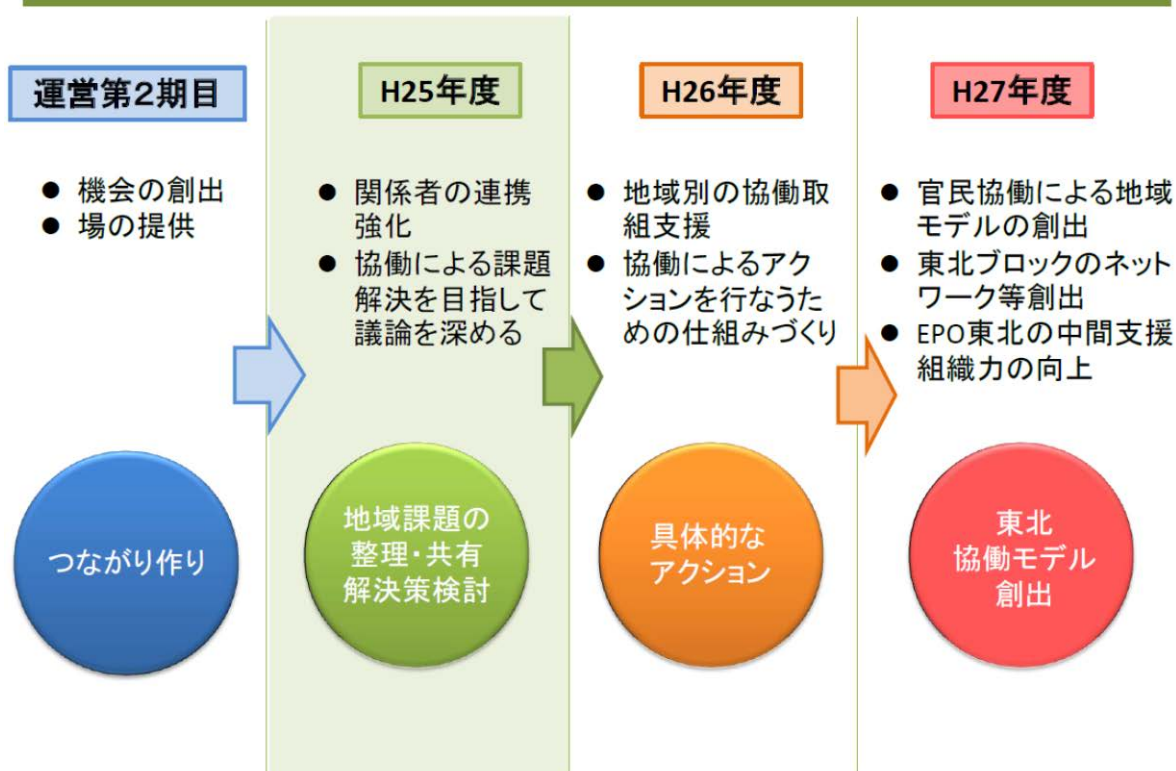 運営第２期目
● 機会の創出
● 場の提供
つながり作り
H25年度
● 関係者の連携
強化
● 協働による課題
解決を目指して
議論を深める
地域課題の
整理・共有
解決策検討
H26年度
● 地域別の協働取
組支援
● 協働によるアク
ションを行なうた
めの仕組みづくり
具体的な
アクション
H27年度
● 官民協働による地域
モデルの創出
● 東北ブロックのネット
ワーク等創出
● EPO東北の中間支援
組織力の向上
東北
協働モデル
創出